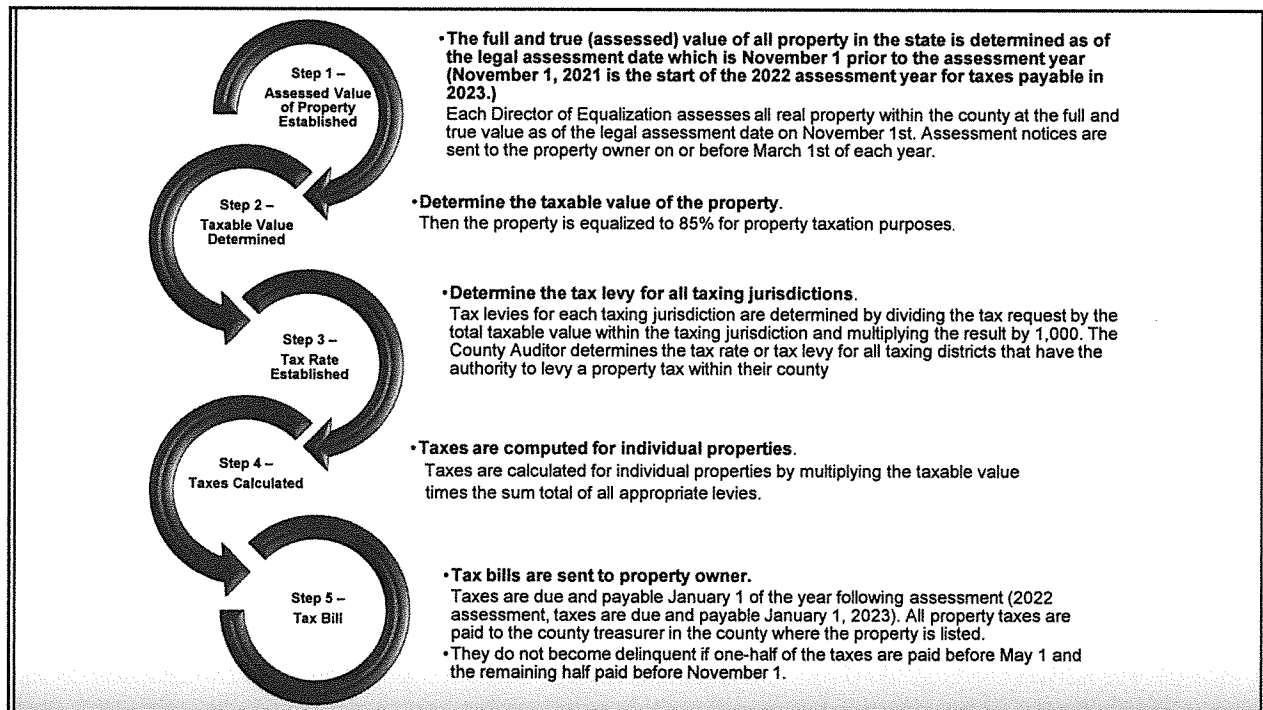 Step 1 –
Assessed Value
of Property
Established
•The full and true (assessed) value of all property in the state is determined as of
the legal assessment date which is November 1 prior to the assessment year
(November 1, 2021 is the start of the 2022 assessment year for taxes payable in
2023.)
Each Director of Equalization assesses all real property within the county at the full and
true value as of the legal assessment date on November 1st. Assessment notices are
sent to the property owner on or before March 1st of each year.
Step 2 –
Taxable Value
Determined
•Determine the taxable value of the property.
Then the property is equalized to 85% for property taxation purposes.
Step 3 –
Tax Rate
Established
•Determine the tax levy for all taxing jurisdictions.
Tax levies for each taxing jurisdiction are determined by dividing the tax request by the
total taxable value within the taxing jurisdiction and multiplying the result by 1,000. The
County Auditor determines the tax rate or tax levy for all taxing districts that have the
authority to levy a property tax within their county
Step 4 –
Taxes Calculated
•Taxes are computed for individual properties.
Taxes are calculated for individual properties by multiplying the taxable value
times the sum total of all appropriate levies.
Step 5 –
Tax Bill
•Tax bills are sent to property owner.
Taxes are due and payable January 1 of the year following assessment (2022
assessment, taxes are due and payable January 1, 2023). All property taxes are
paid to the county treasurer in the county where the property is listed.
•They do not become delinquent if one-half of the taxes are paid before May 1 and
the remaining half paid before November 1.